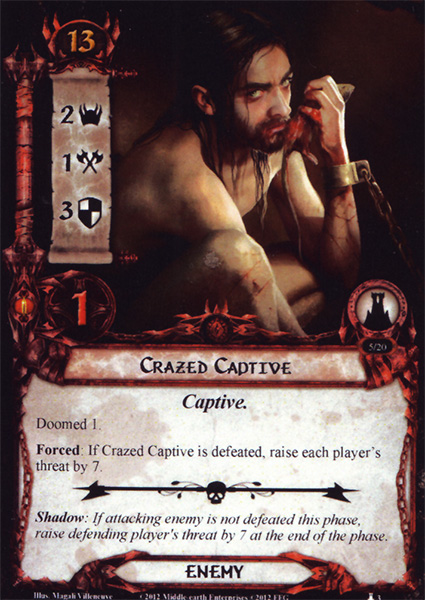 13
2
1
3
1
5/20
CRAZED CAPTIVE
Captive.
Doomed 1.
Forced: If Crazed Captive is defeated, raise each player's
threat by 7.
Shadow: If attacking enemy is not defeated this phase,
raise defending player's threat by 7 at the end of the phase.
ENEMY
Illus. Magali Villeneuve ©2012 Middle-earth Enterprises ©2012 FFG 3